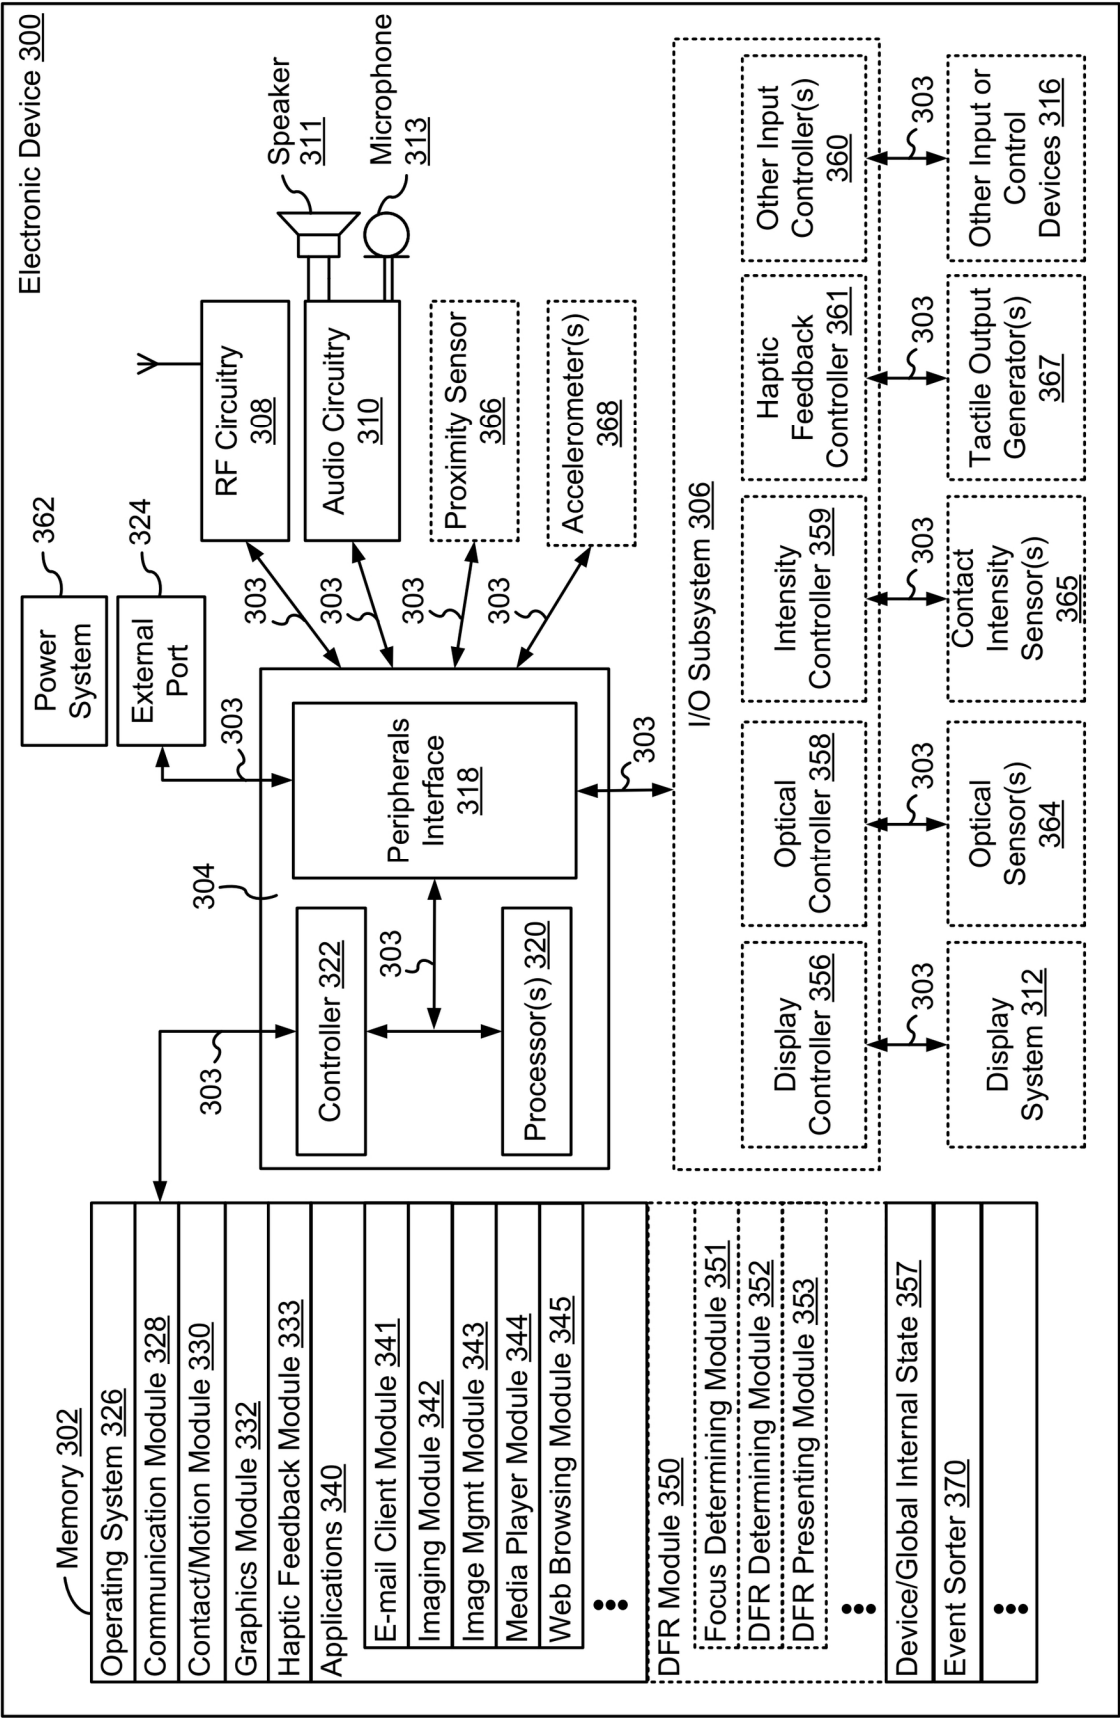 Electronic Device 300
Memory 302
Operating System 326
Communication Module 328
Contact/Motion Module 330
Graphics Module 332
Haptic Feedback Module 333
Applications 340
E-mail Client Module 341
Imaging Module 342
Image Mgmt Module 343
Media Player Module 344
Web Browsing Module 345
•••
DFR Module 350
Focus Determining Module 351
DFR Determining Module 352
DFR Presenting Module 353
•••
Device/Global Internal State 357
Event Sorter 370
•••
303
304
Controller 322
Processor(s) 320
303
Peripherals
Interface
318
303
Power
System
362
External
Port
324
303
RF Circuitry
308
303
Audio Circuitry
310
303
Speaker
311
Microphone
313
Proximity Sensor
366
303
Accelerometer(s)
368
303
I/O Subsystem 306
Display
Controller 356
Optical
Controller 358
Intensity
Controller 359
Haptic
Feedback
Controller 361
Other Input
Controller(s)
360
303
303
303
303
303
Display
System 312
Optical
Sensor(s)
364
Contact
Intensity
Sensor(s)
365
Tactile Output
Generator(s)
367
Other Input or
Control
Devices 316